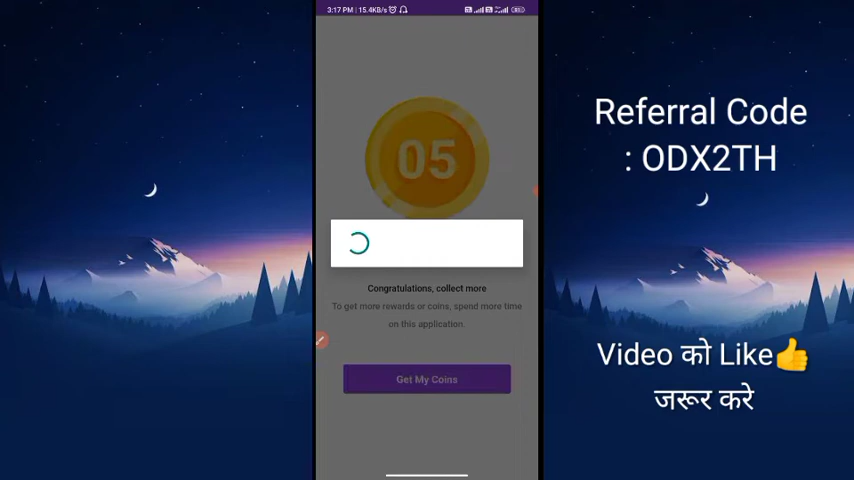 3:17 PM | 15.4KB/s
05
Congratulations, collect more
To get more rewards or coins, spend more time
on this application.
Get My Coins
Referral Code
: ODX2TH
Video को Like👍
जरूर करे